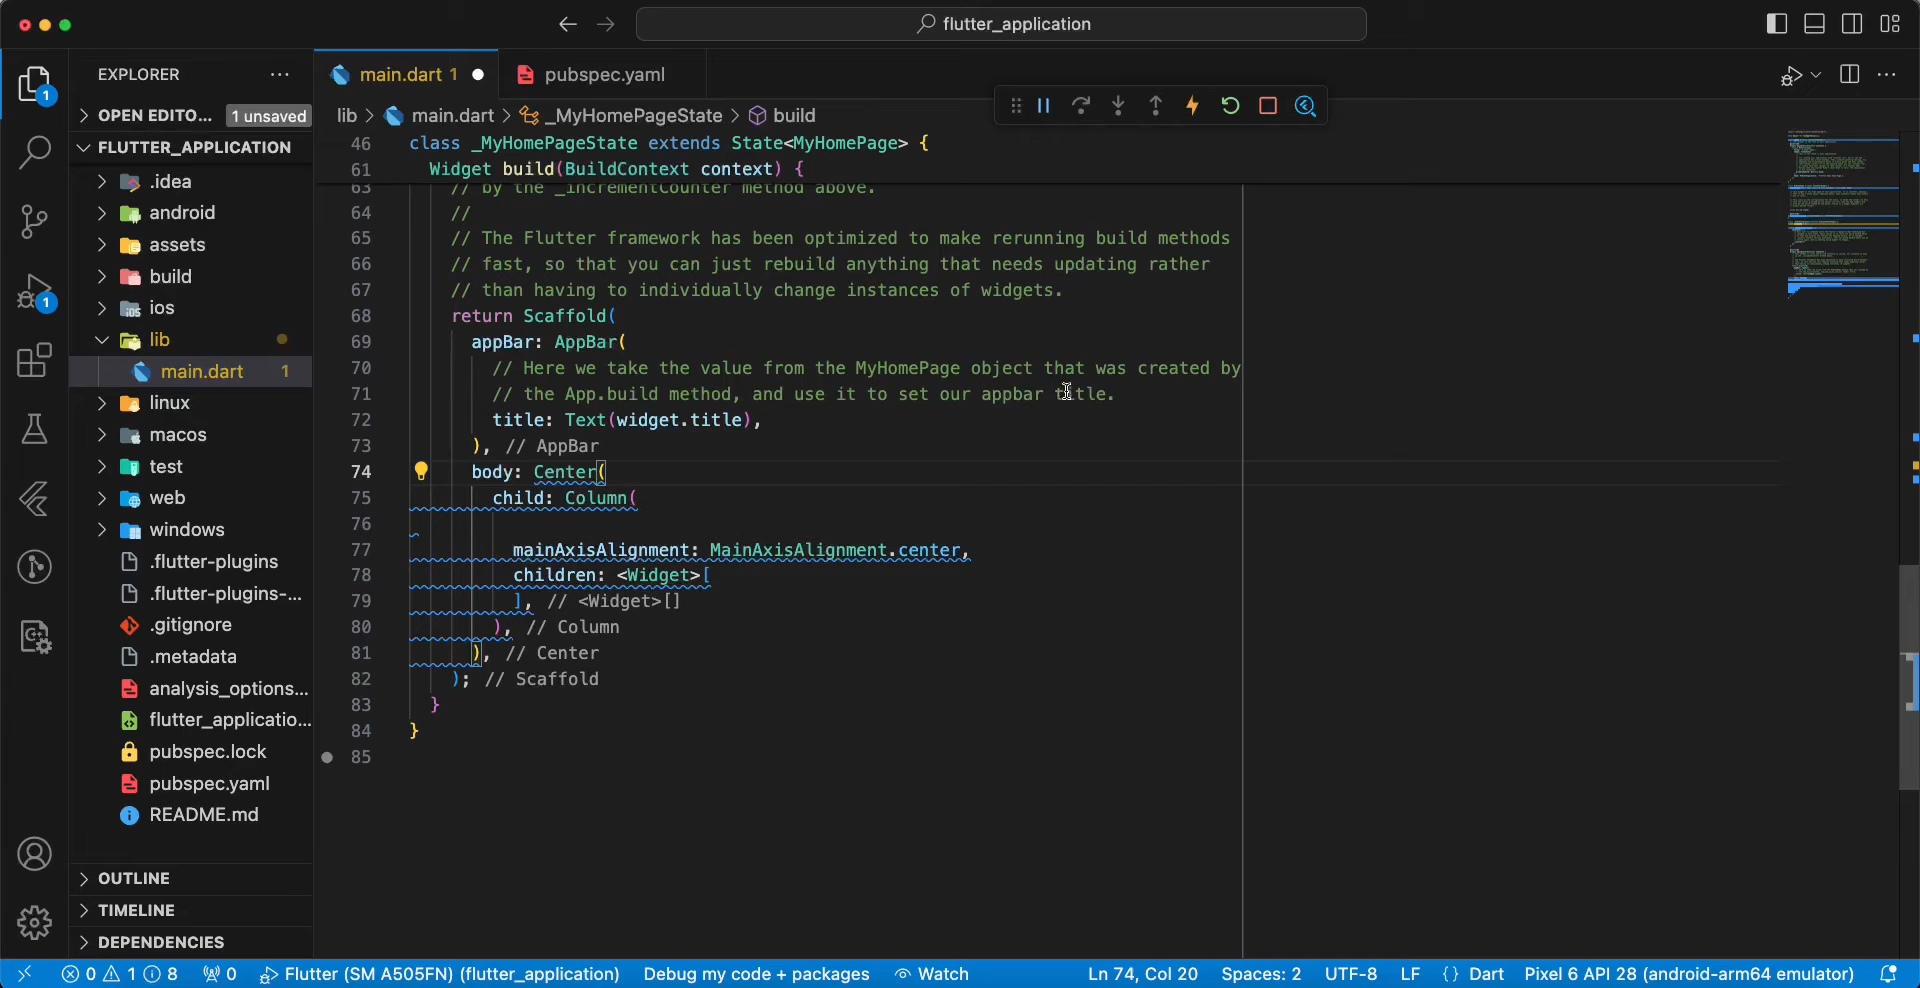 flutter_application
EXPLORER
main.dart 1
pubspec.yaml
OPEN EDITO...
1 unsaved
lib > main.dart > _MyHomePageState > build
FLUTTER_APPLICATION
.idea
android
assets
build
ios
lib
main.dart 1
linux
macos
test
web
windows
.flutter-plugins
.flutter-plugins-...
.gitignore
.metadata
analysis_options...
flutter_applicatio...
pubspec.lock
pubspec.yaml
README.md
OUTLINE
TIMELINE
DEPENDENCIES
1
1
46 class _MyHomePageState extends State<MyHomePage> {
61 Widget build(BuildContext context) {
63 // by the _incrementCounter method above.
64 //
65 // The Flutter framework has been optimized to make rerunning build methods
66 // fast, so that you can just rebuild anything that needs updating rather
67 // than having to individually change instances of widgets.
68 return Scaffold(
69 appBar: AppBar(
70 // Here we take the value from the MyHomePage object that was created by
71 // the App.build method, and use it to set our appbar title.
72 title: Text(widget.title),
73 ), // AppBar
74 body: Center(
75 child: Column(
76
77 mainAxisAlignment: MainAxisAlignment.center,
78 children: <Widget>[
79 ], // <Widget>[]
80 ), // Column
81 ), // Center
82 ); // Scaffold
83 }
84 }
85
0 1 8 0 Flutter (SM A505FN) (flutter_application) Debug my code + packages Watch Ln 74, Col 20 Spaces: 2 UTF-8 LF {} Dart Pixel 6 API 28 (android-arm64 emulator)